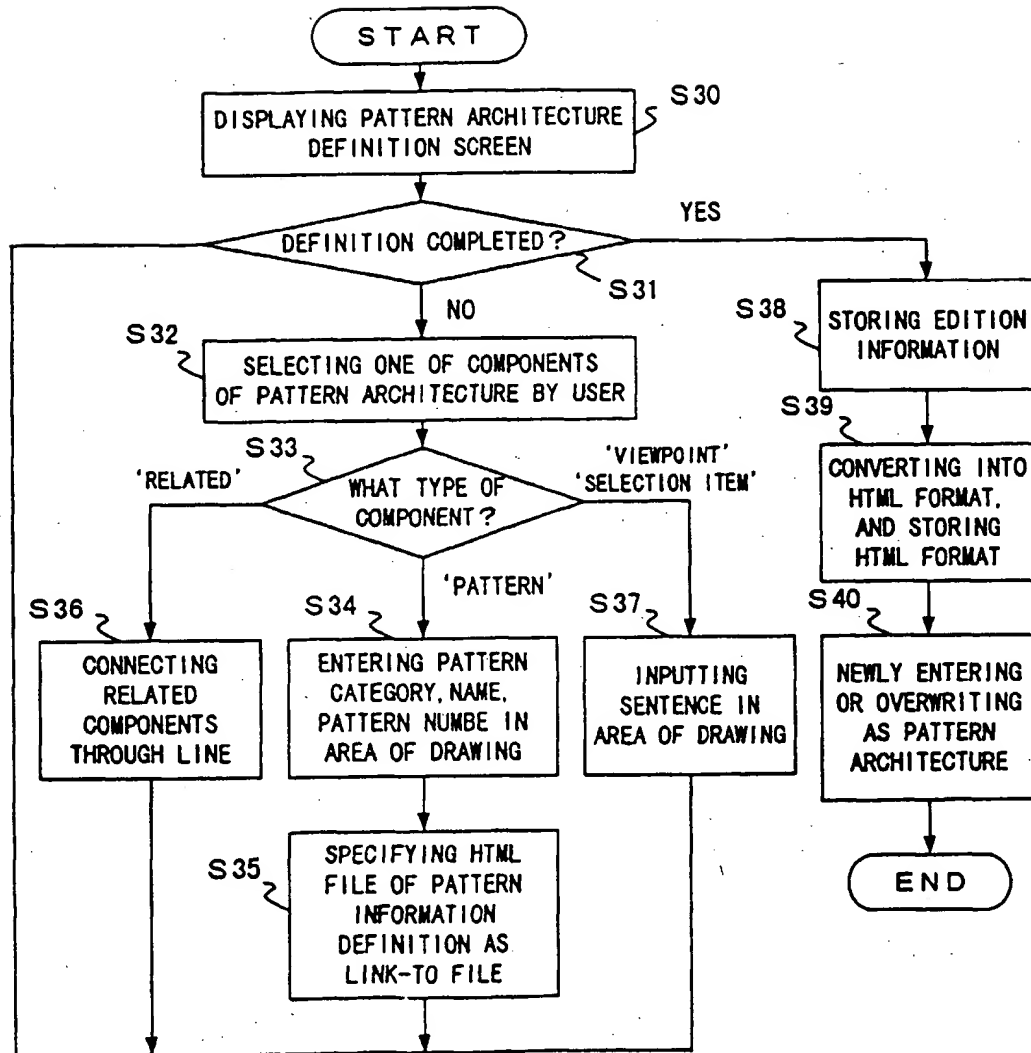 START
S30
DISPLAYING PATTERN ARCHITECTURE
DEFINITION SCREEN
YES
DEFINITION COMPLETED?
S31
NO
S32
SELECTING ONE OF COMPONENTS
OF PATTERN ARCHITECTURE BY USER
S38
STORING EDITION
INFORMATION
S33
'RELATED'
WHAT TYPE OF
COMPONENT?
'VIEWPOINT'
'SELECTION ITEM'
S39
CONVERTING INTO
HTML FORMAT,
AND STORING
HTML FORMAT
'PATTERN'
S36
CONNECTING
RELATED
COMPONENTS
THROUGH LINE
S34
ENTERING PATTERN
CATEGORY, NAME,
PATTERN NUMBE IN
AREA OF DRAWING
S37
INPUTTING
SENTENCE IN
AREA OF DRAWING
S40
NEWLY ENTERING
OR OVERWRITING
AS PATTERN
ARCHITECTURE
S35
SPECIFYING HTML
FILE OF PATTERN
INFORMATION
DEFINITION AS
LINK-TO FILE
END